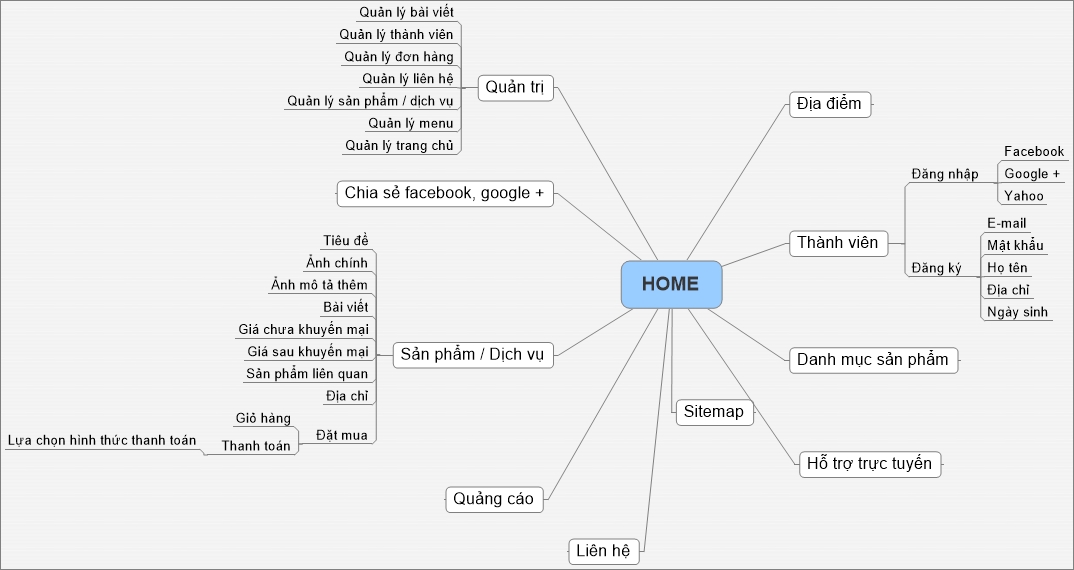 Quản lý bài viết
Quản lý thành viên
Quản lý đơn hàng
Quản lý liên hệ
Quản lý sản phẩm / dịch vụ
Quản lý menu
Quản lý trang chủ
Quản trị
Chia sẻ facebook, google +
Tiêu đề
Ảnh chính
Ảnh mô tả thêm
Bài viết
Giá chưa khuyến mại
Giá sau khuyến mại
Sản phẩm liên quan
Địa chỉ
Giỏ hàng
Lựa chọn hình thức thanh toán
Thanh toán
Đặt mua
Sản phẩm / Dịch vụ
Quảng cáo
Liên hệ
Sitemap
HOME
Địa điểm
Thành viên
Đăng nhập
Facebook
Google +
Yahoo
Đăng ký
E-mail
Mật khẩu
Họ tên
Địa chỉ
Ngày sinh
Danh mục sản phẩm
Hỗ trợ trực tuyến